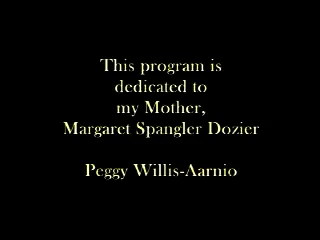 This program is
dedicated to
my Mother,
Margaret Spangler Dozier
Peggy Willis-Aarnio